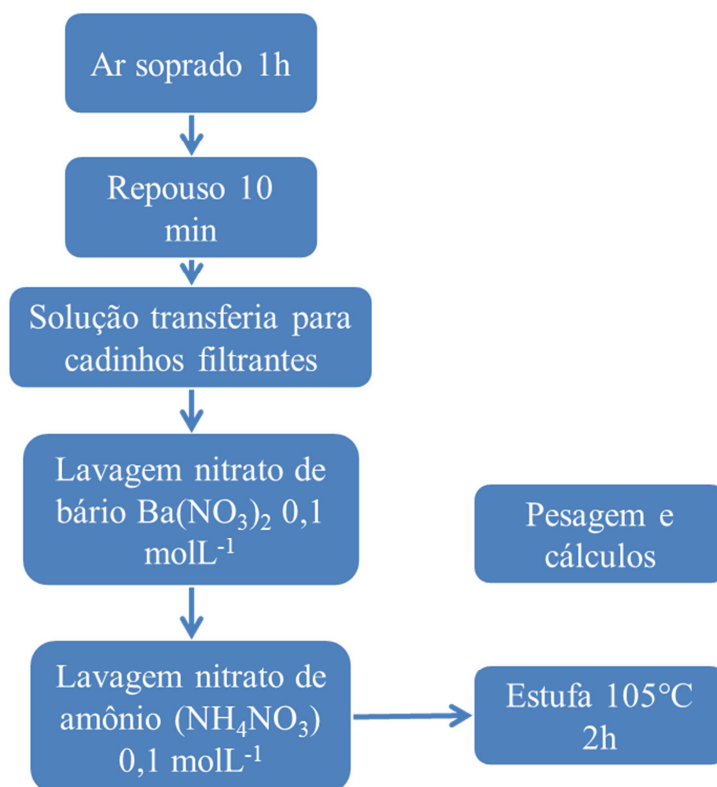 Ar soprado 1h
Repouso 10
min
Solução transferia para
cadinhos filtrantes
Lavagem nitrato de
bário Ba(NO₃)₂ 0,1
molL⁻¹
Lavagem nitrato de
amônio (NH₄NO₃)
0,1 molL⁻¹
Estufa 105°C
2h
Pesagem e
cálculos